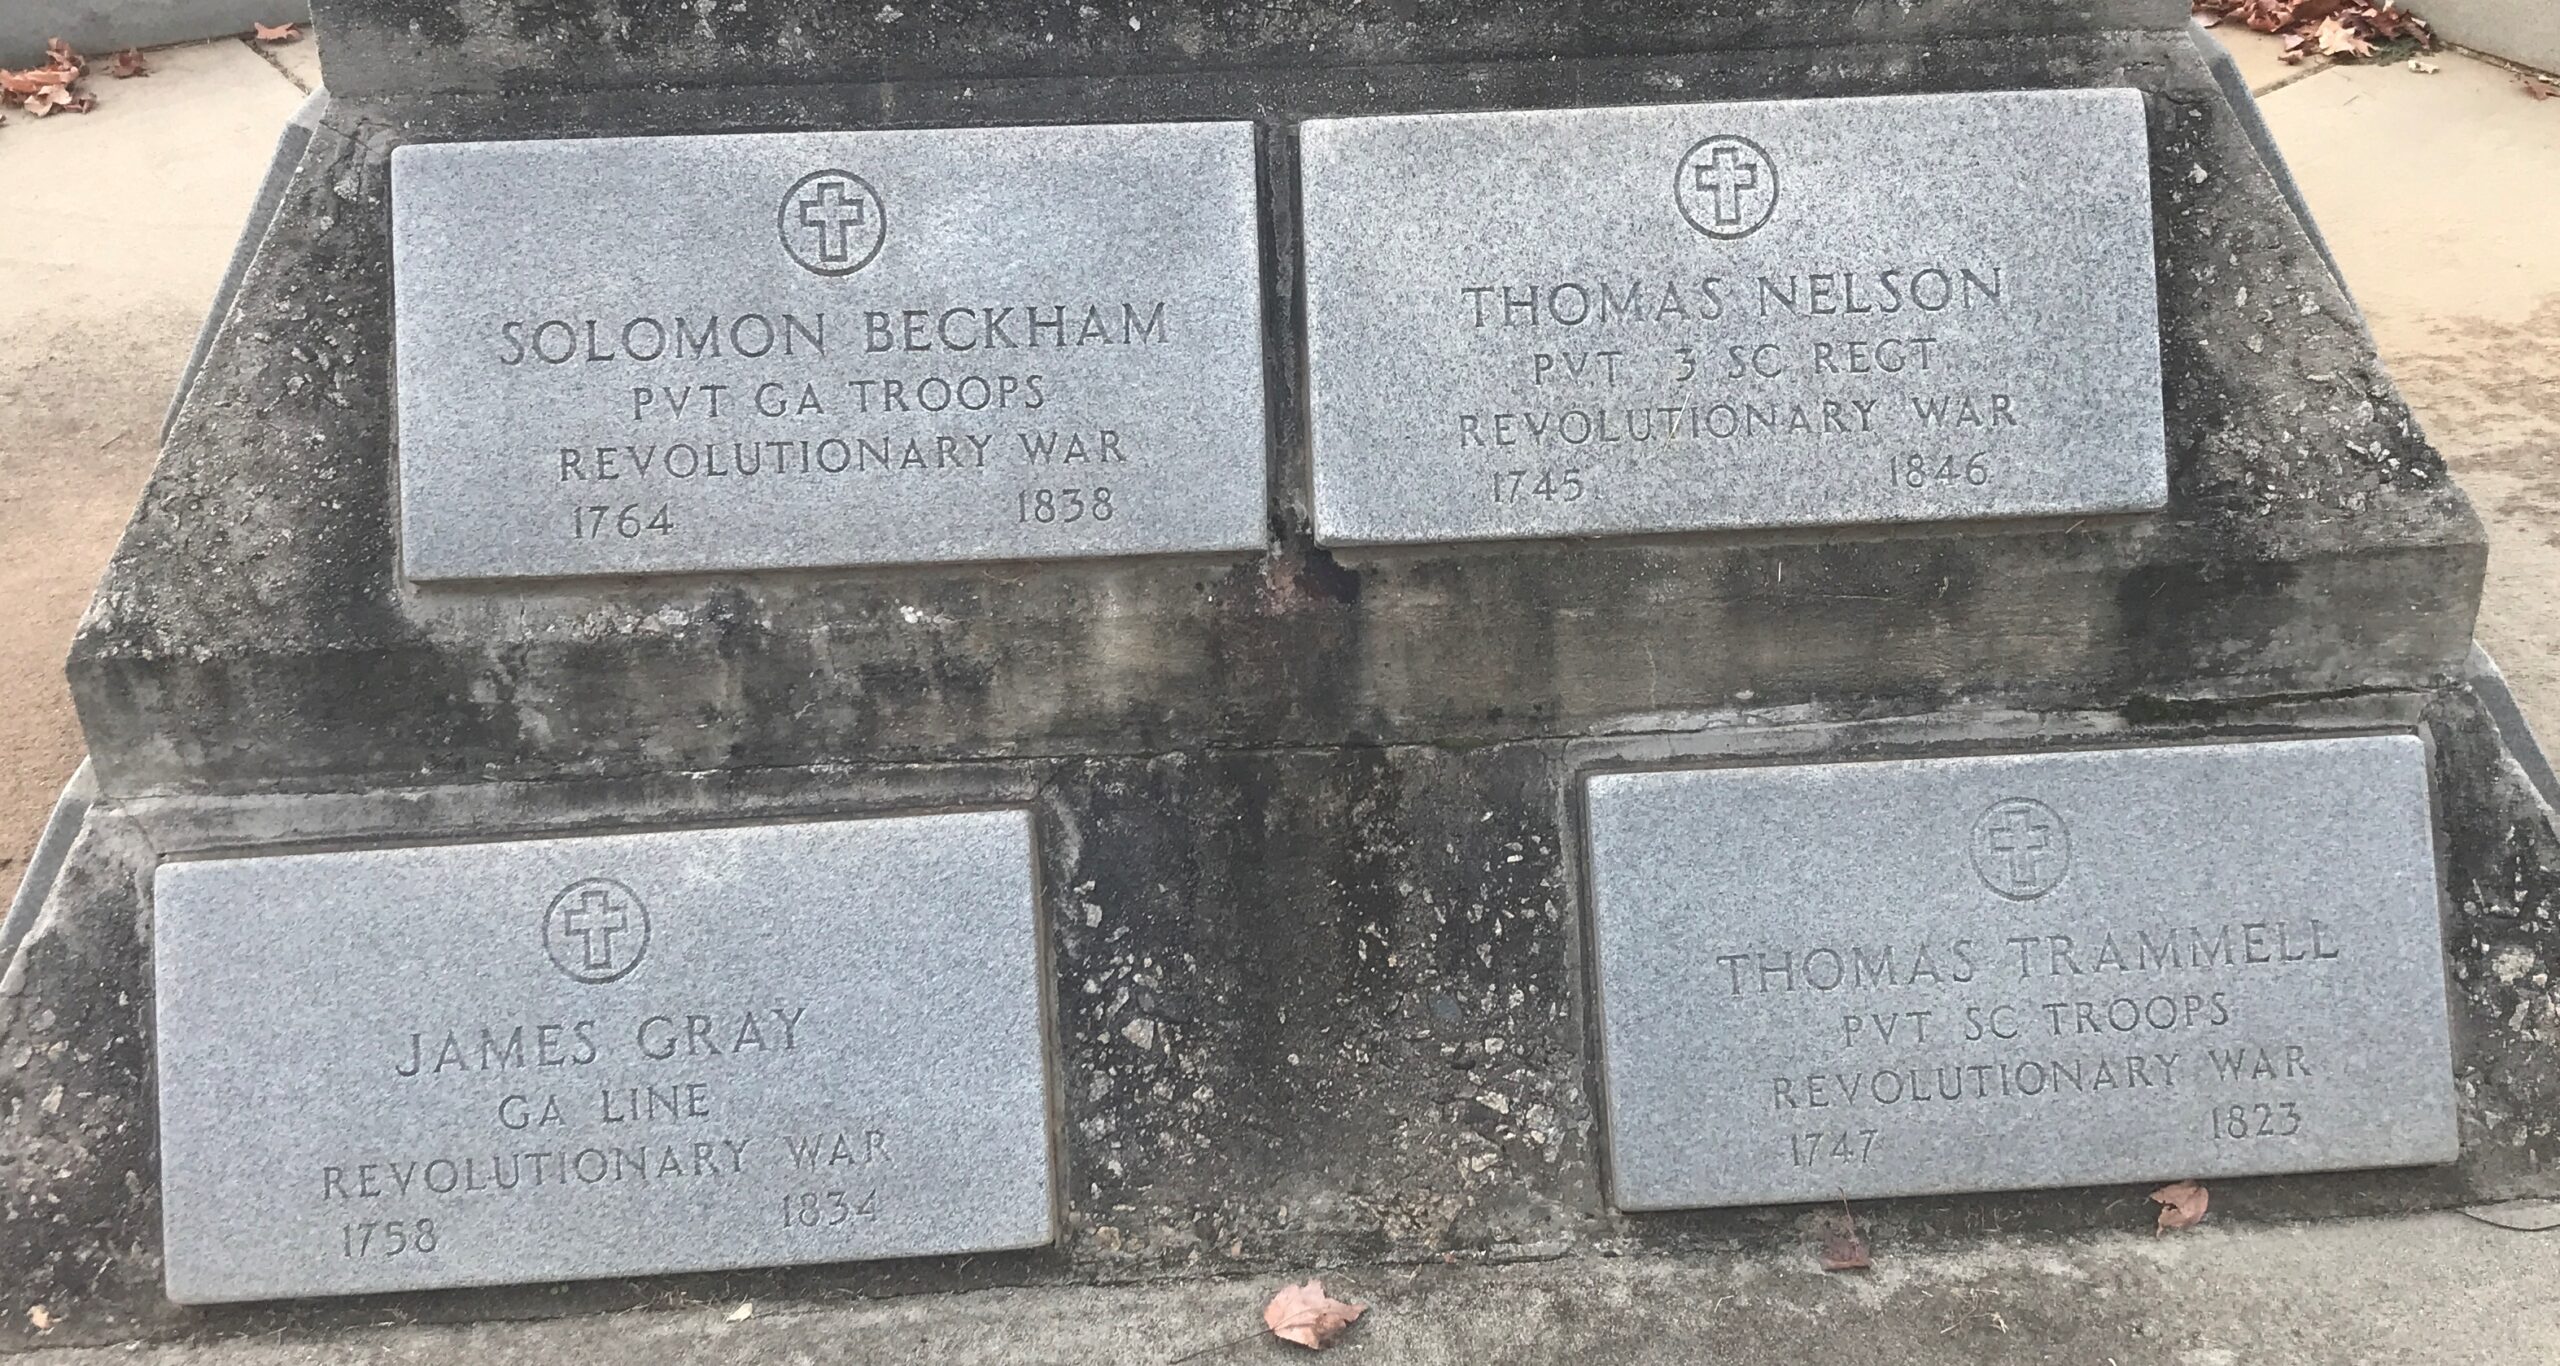 SOLOMON BECKHAM
PVT GA TROOPS
REVOLUTIONARY WAR
1764 1838
THOMAS NELSON
PVT 3 SC REGT
REVOLUTIONARY WAR
1745 1846
JAMES GRAY
GA LINE
REVOLUTIONARY WAR
1758 1834
THOMAS TRAMMELL
PVT SC TROOPS
REVOLUTIONARY WAR
1747 1823